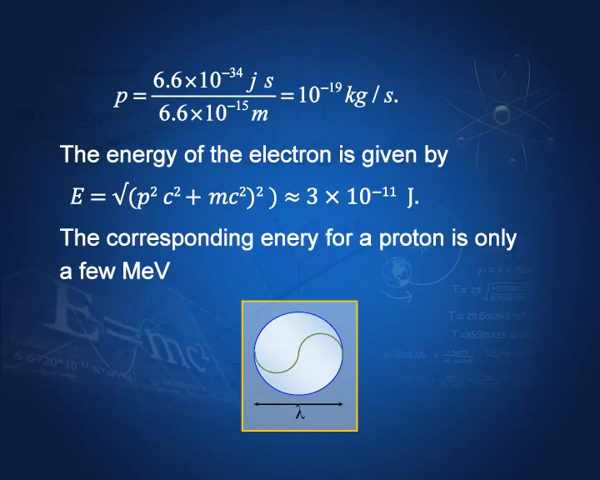 p = 6.6×10⁻³⁴ j s / 6.6×10⁻¹⁵ m = 10⁻¹⁹ kg / s.
The energy of the electron is given by
E = √(p² c² + mc²)² ) ≈ 3 × 10⁻¹¹ J.
The corresponding enery for a proton is only
a few MeV
E=mc²
λ